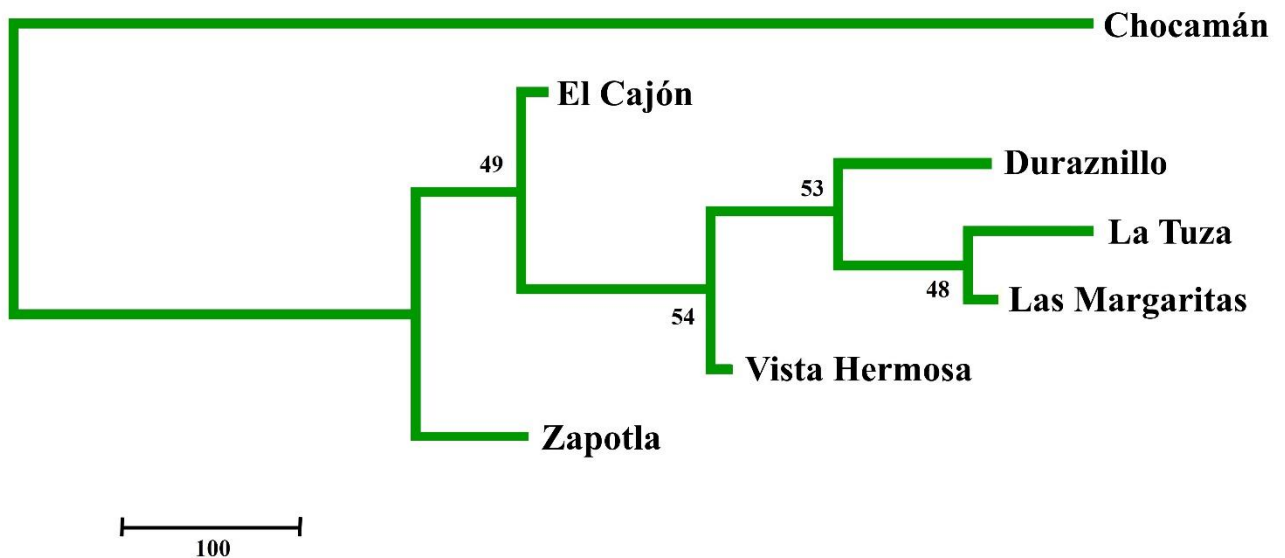 Chocamán
El Cajón
49
Duraznillo
53
La Tuza
48
Las Margaritas
54
Vista Hermosa
Zapotla
100